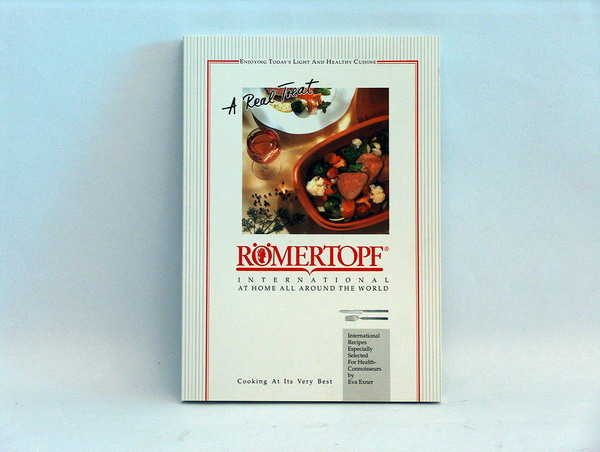 Enjoying Today's Light And Healthy Cuisine
A Real Treat
RÖMERTOPF®
INTERNATIONAL
AT HOME ALL AROUND THE WORLD
International
Recipes
Especially
Selected
For Health-
Connoisseurs
by
Eva Exner
Cooking At Its Very Best